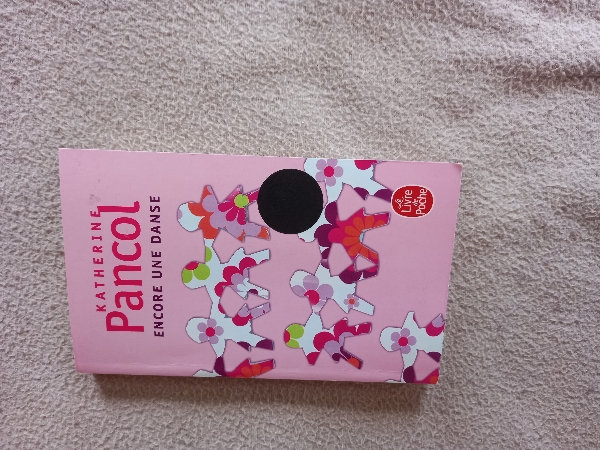 KATHERINE
Pancol
ENCORE UNE DANSE
Le
Livre
de
Poche